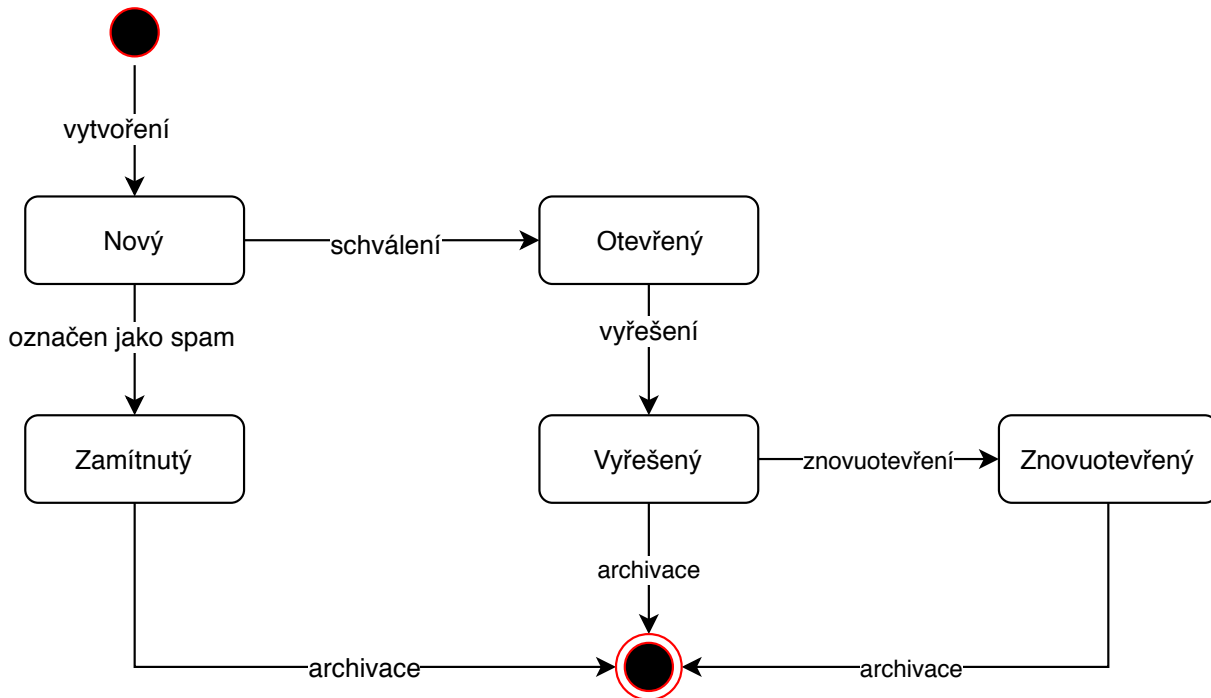 vytvoření
Nový
schválení
Otevřený
označen jako spam
vyřešení
Zamítnutý
Vyřešený
znovuotevření
Znovuotevřený
archivace
archivace
archivace